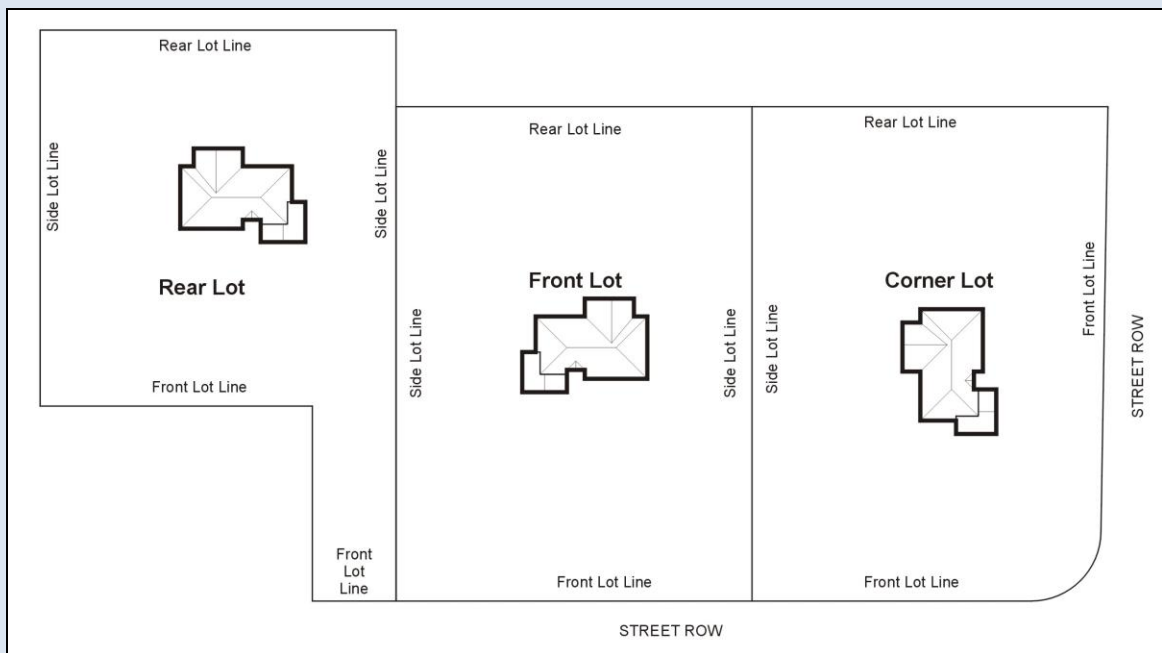 Rear Lot Line
Side Lot Line
Side Lot Line
Rear Lot
Front Lot Line
Front
Lot
Line
Rear Lot Line
Side Lot Line
Front Lot
Side Lot Line
Front Lot Line
Rear Lot Line
Side Lot Line
Corner Lot
Front Lot Line
Front Lot Line
STREET ROW
STREET ROW